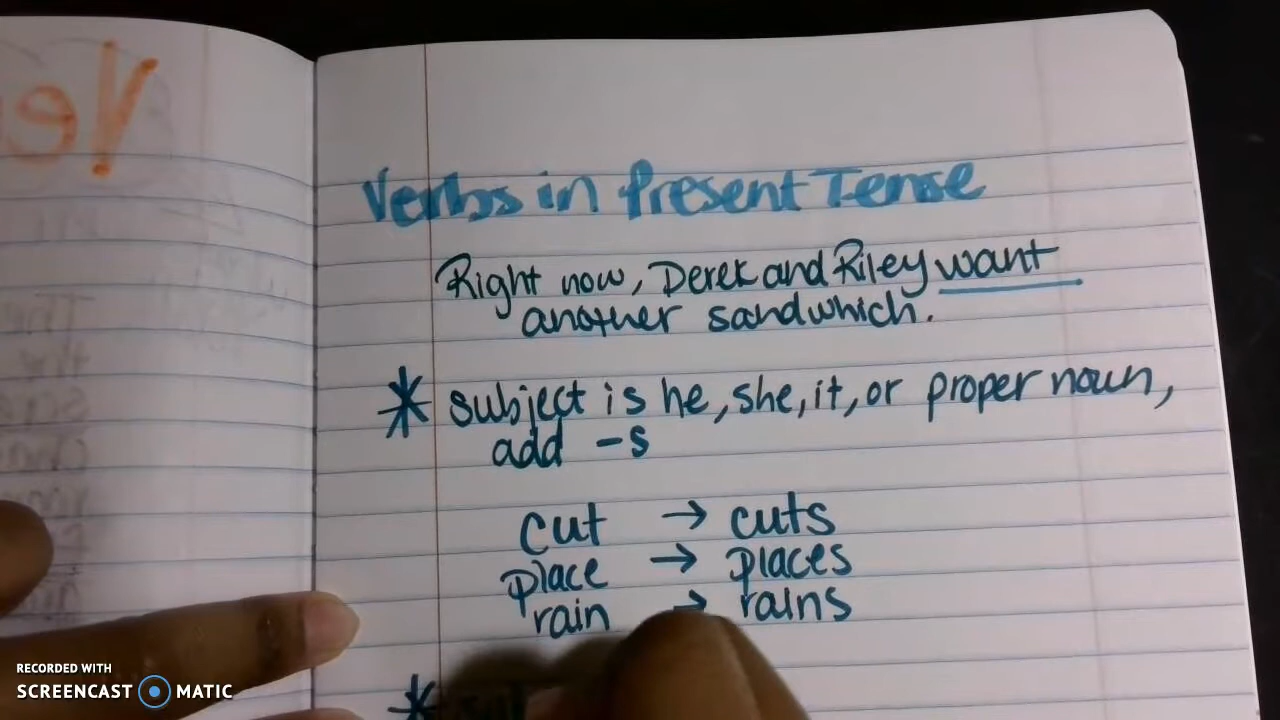 Verbs in Present Tense
Right now, Derek and Riley want
another sandwhich.
* subject is he, she, it, or proper noun,
add -s
cut → cuts
place → places
rain → rains
*
RECORDED WITH
SCREENCAST MATIC